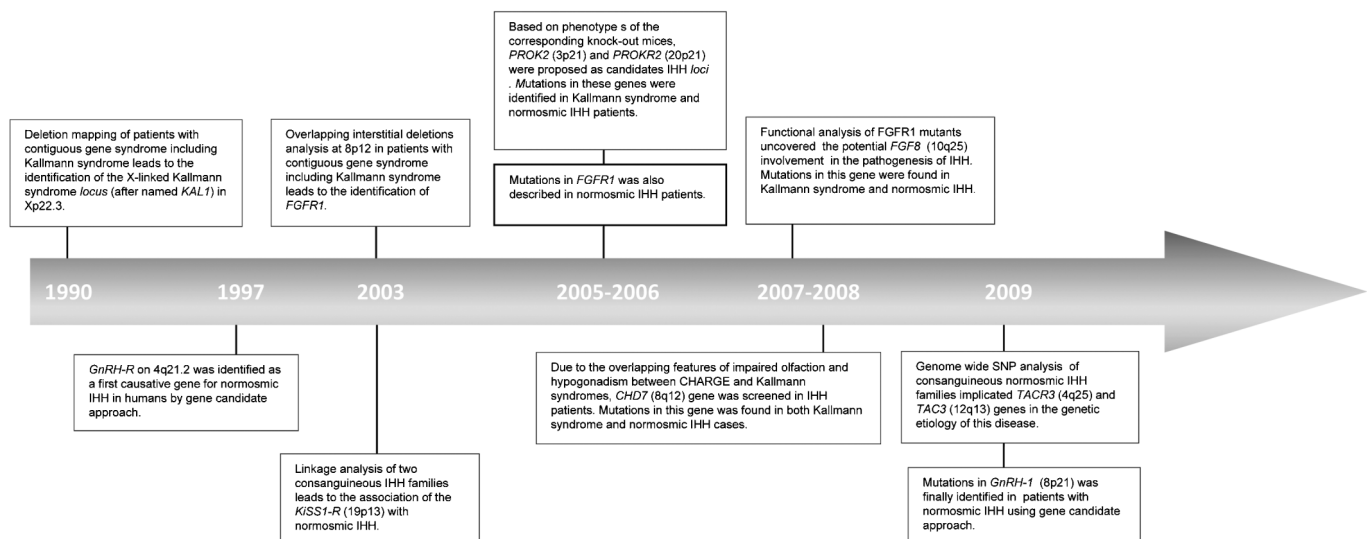 Based on phenotype s of the
corresponding knock-out mices,
PROK2 (3p21) and PROKR2 (20p21)
were proposed as candidates IHH loci
. Mutations in these genes were
identified in Kallmann syndrome and
normosmic IHH patients.
Deletion mapping of patients with
contiguous gene syndrome including
Kallmann syndrome leads to the
identification of the X-linked Kallmann
syndrome locus (after named KAL1) in
Xp22.3.
Overlapping interstitial deletions
analysis at 8p12 in patients with
contiguous gene syndrome
including Kallmann syndrome
leads to the identification of
FGFR1.
Mutations in FGFR1 was also
described in normosmic IHH patients.
Functional analysis of FGFR1 mutants
uncovered the potential FGF8 (10q25)
involvement in the pathogenesis of IHH.
Mutations in this gene were found in
Kallmann syndrome and normosmic IHH.
1990
1997
2003
2005-2006
2007-2008
2009
GnRH-R on 4q21.2 was identified as
a first causative gene for normosmic
IHH in humans by gene candidate
approach.
Linkage analysis of two
consanguineous IHH families
leads to the association of the
KiSS1-R (19p13) with
normosmic IHH.
Due to the overlapping features of impaired olfaction and
hypogonadism between CHARGE and Kallmann
syndromes, CHD7 (8q12) gene was screened in IHH
patients. Mutations in this gene was found in both Kallmann
syndrome and normosmic IHH cases.
Genome wide SNP analysis of
consanguineous normosmic IHH
families implicated TACR3 (4q25) and
TAC3 (12q13) genes in the genetic
etiology of this disease.
Mutations in GnRH-1 (8p21) was
finally identified in patients with
normosmic IHH using gene candidate
approach.